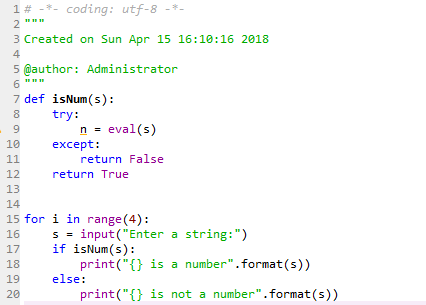 1 # -*- coding: utf-8 -*-
2 """
3 Created on Sun Apr 15 16:10:16 2018
4
5 @author: Administrator
6 """
7 def isNum(s):
8     try:
9         n = eval(s)
10     except:
11         return False
12     return True
13
14
15 for i in range(4):
16     s = input("Enter a string:")
17     if isNum(s):
18         print("{} is a number".format(s))
19     else:
20         print("{} is not a number".format(s))